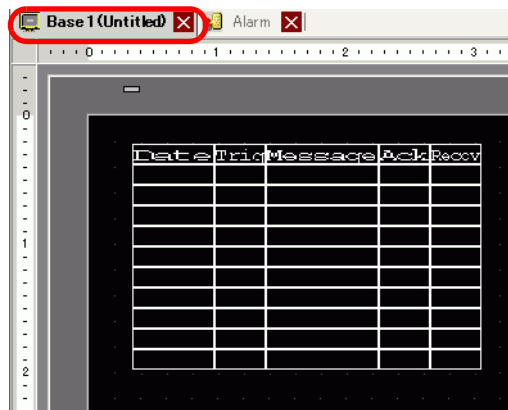 Base 1 (Untitled) Alarm
0 1 2 3
Date Trig Message Ack Recov
0
1
2